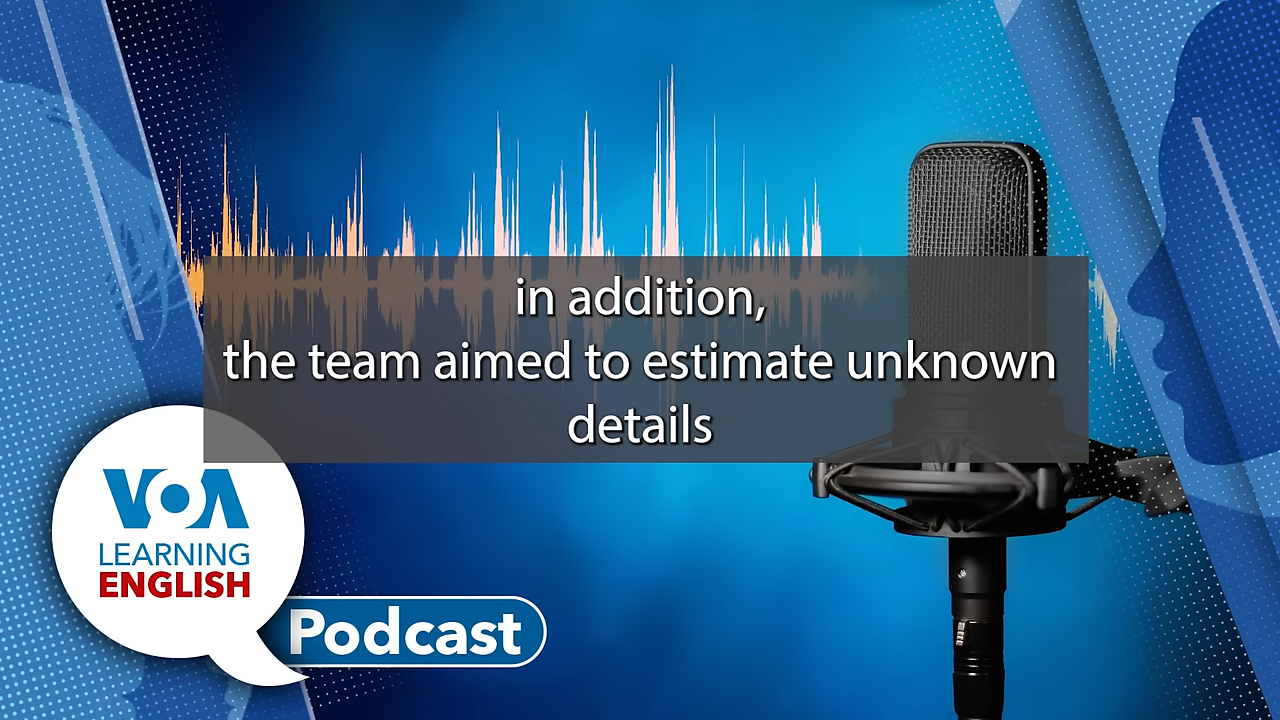 in addition,
the team aimed to estimate unknown
details
VOA
LEARNING
ENGLISH
Podcast